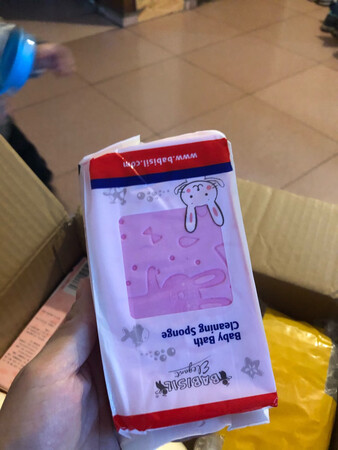 BABISIL
Elegant
Baby Bath
Cleaning Sponge
www.babisil.com